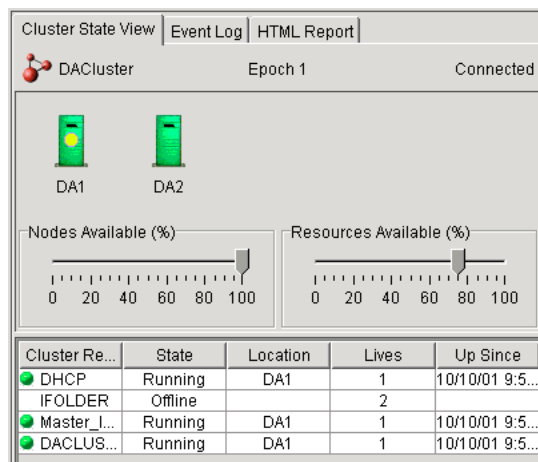 Cluster State View Event Log HTML Report
DACluster Epoch 1 Connected
DA1 DA2
Nodes Available (%) Resources Available (%)
0 20 40 60 80 100 0 20 40 60 80 100
Cluster Re... State Location Lives Up Since
DHCP Running DA1 1 10/10/01 9:5...
IFOLDER Offline 2
Master_I... Running DA1 1 10/10/01 9:5...
DACLUS... Running DA1 1 10/10/01 9:5...